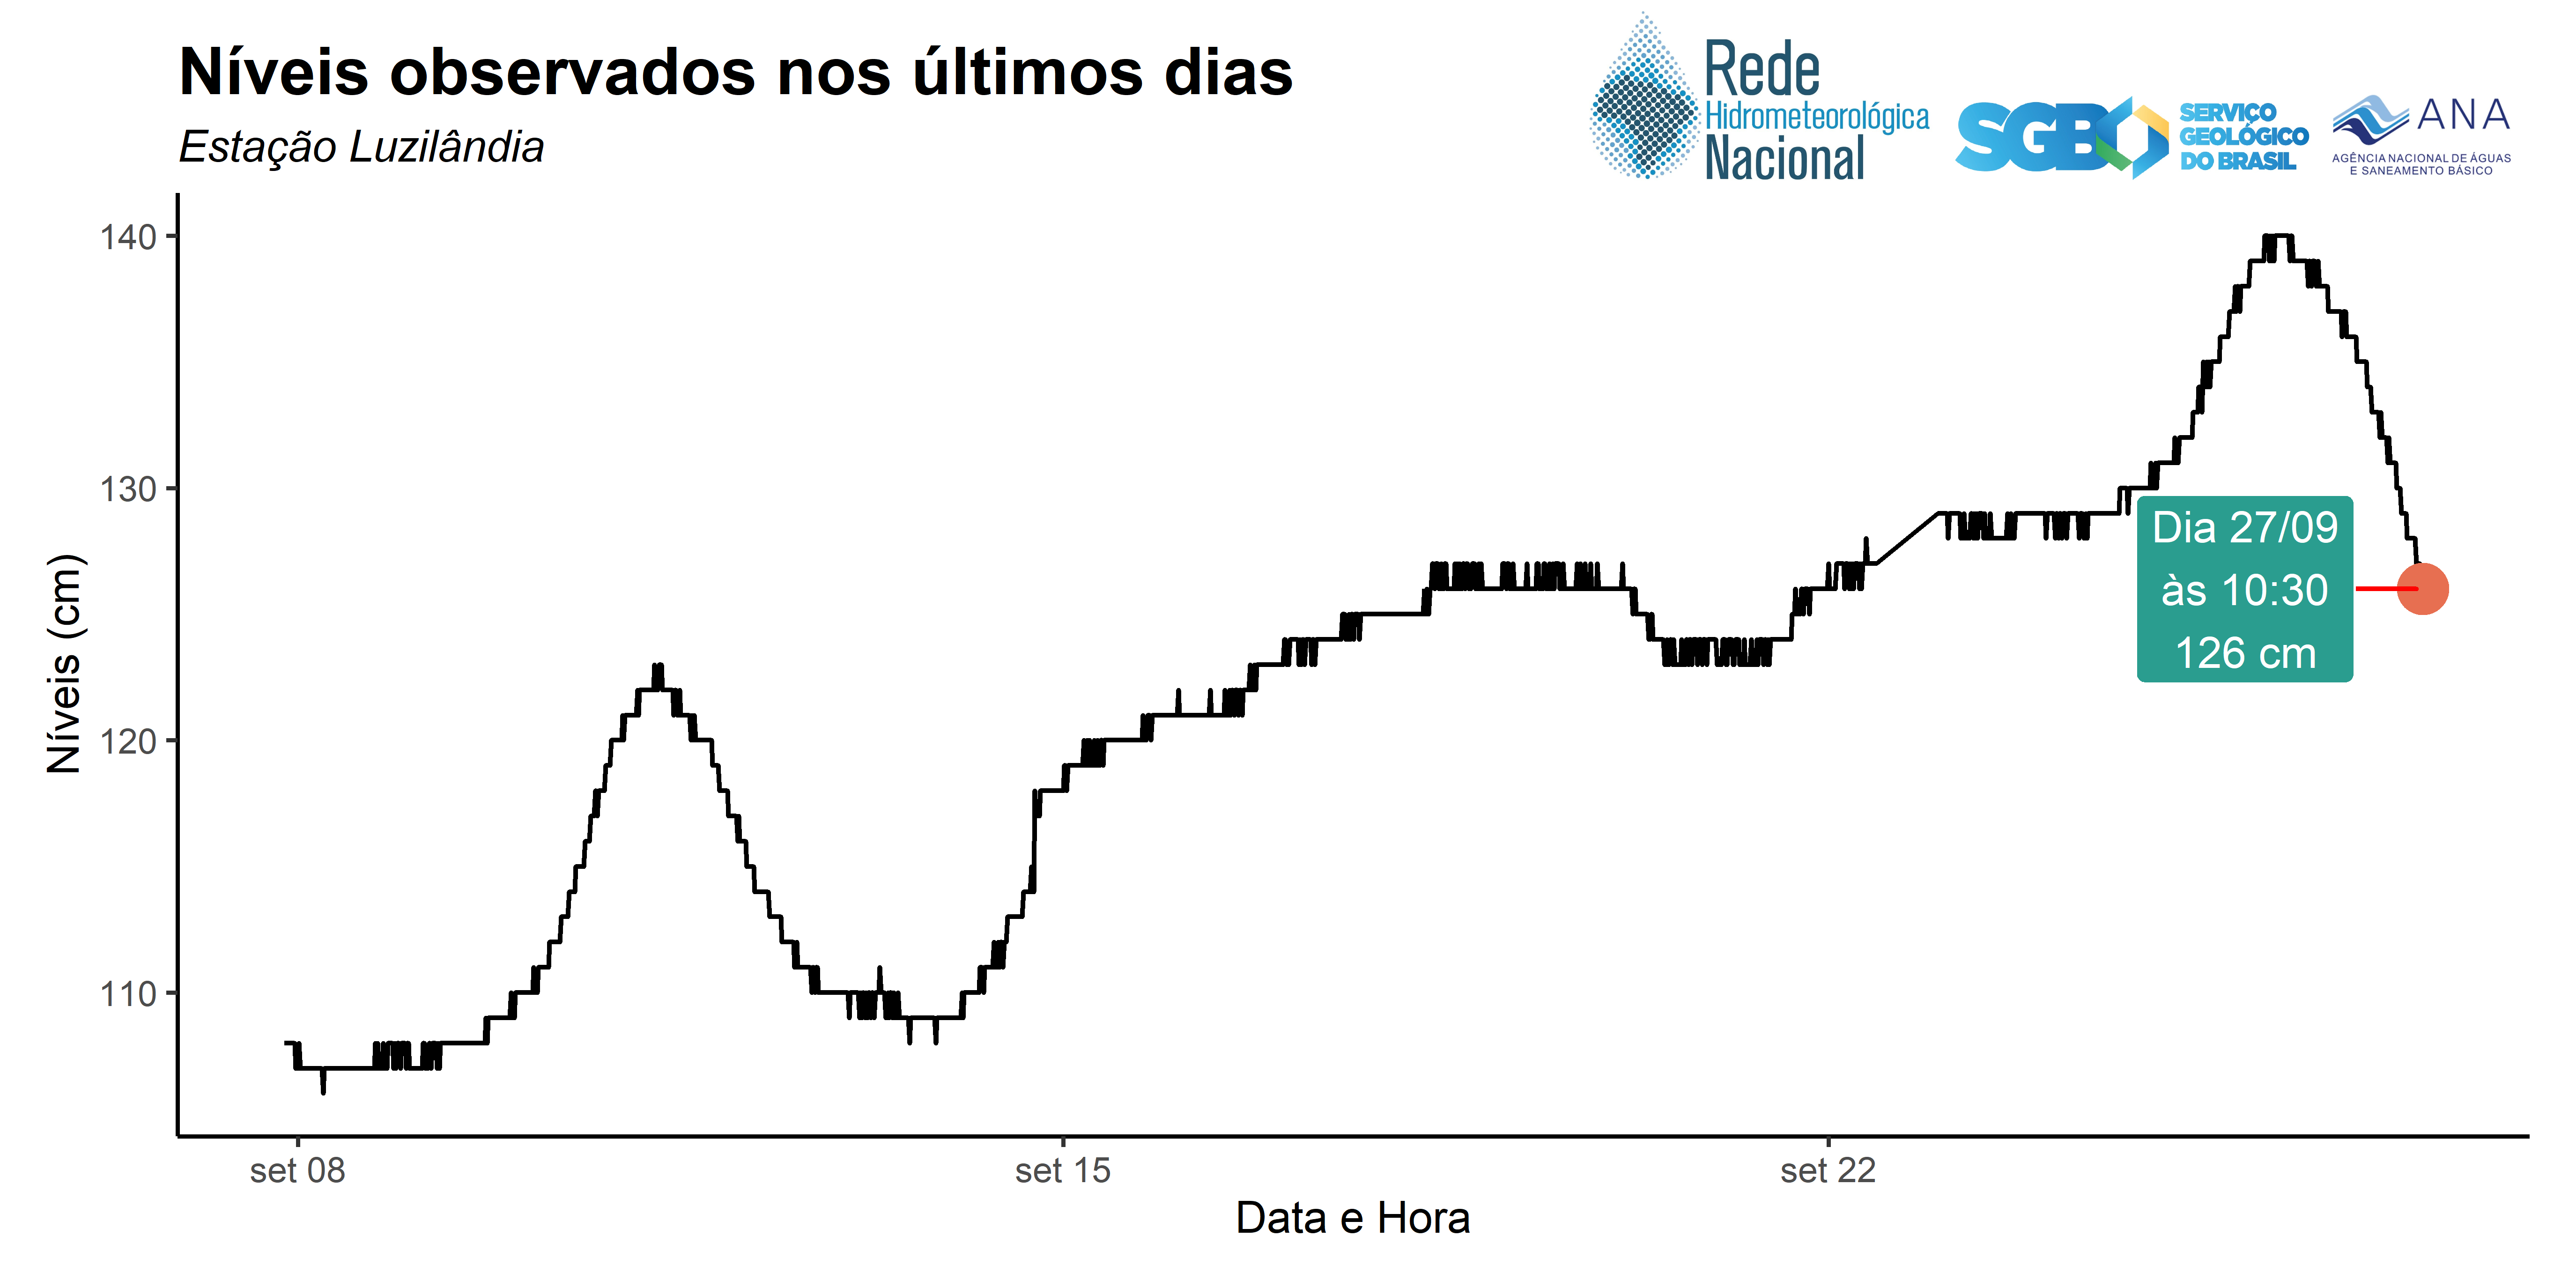 Níveis observados nos últimos dias
Estação Luzilândia
Rede
Hidrometeorológica
Nacional
SGB
SERVIÇO
GEOLÓGICO
DO BRASIL
ANA
AGÊNCIA NACIONAL DE ÁGUAS
E SANEAMENTO BÁSICO
Níveis (cm)
140
130
120
110
Dia 27/09
às 10:30
126 cm
set 08
set 15
set 22
Data e Hora